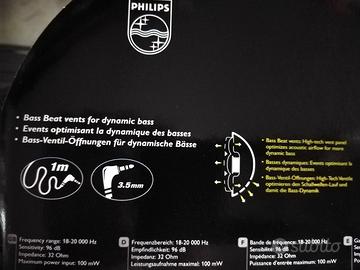 PHILIPS
• Bass Beat vents for dynamic bass
• Events optimisant la dynamique des basses
• Bass-Ventil-Öffnungen für dynamische Bässe
1m
3.5mm
• Bass Beat vents: High-tech vent panel
optimizes acoustic airflow for more
dynamic bass
• Basses dynamiques: Events optimisant la
dynamique des basses
• Bass-Ventil-Öffnungen: High-Tech Ventile
optimieren den Schallwellen-Lauf und
damit die Bass-Dynamik
GB Frequency range: 18-20 000 Hz
Sensitivity: 96 dB
Impedance: 32 Ohm
Maximum power input: 100 mW
D Frequenzbereich: 18-20 000 Hz
Empfindlichkeit: 96 dB
Impedanz: 32 Ohm
Leistungsaufnahme maximal: 100 mW
F Bande de fréquence: 18-20 000 Hz
Sensibilité: 96 dB
Impédance: 32 Ohm
Puissance d'entrée maximum: 100 mW
E
subito